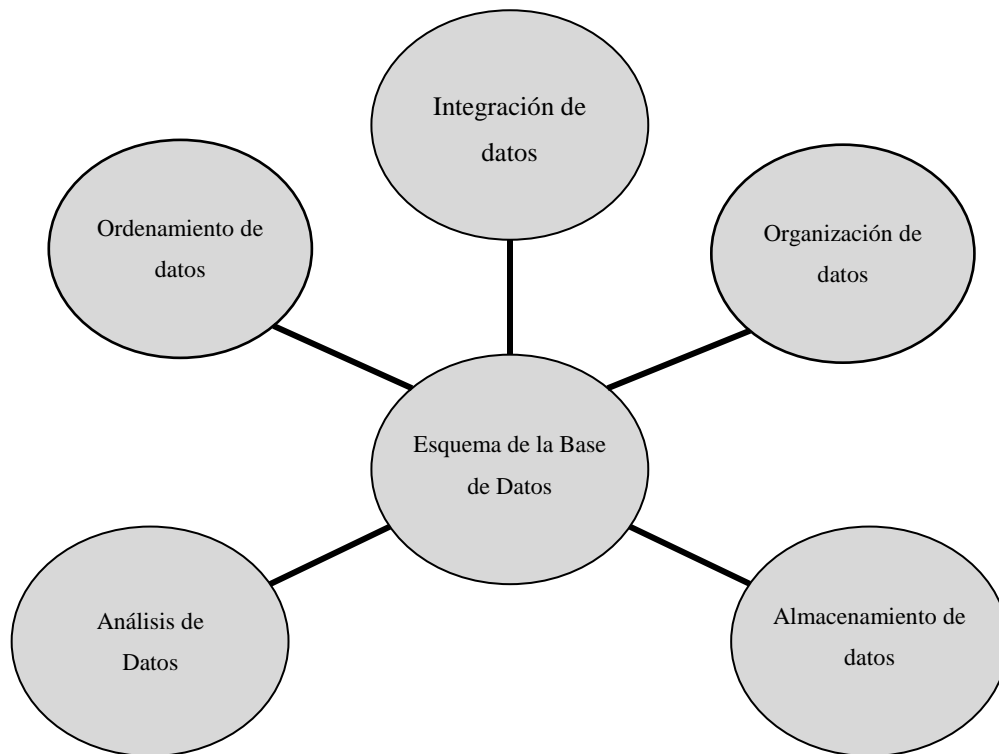 Integración de
datos
Ordenamiento de
datos
Organización de
datos
Esquema de la Base
de Datos
Análisis de
Datos
Almacenamiento de
datos